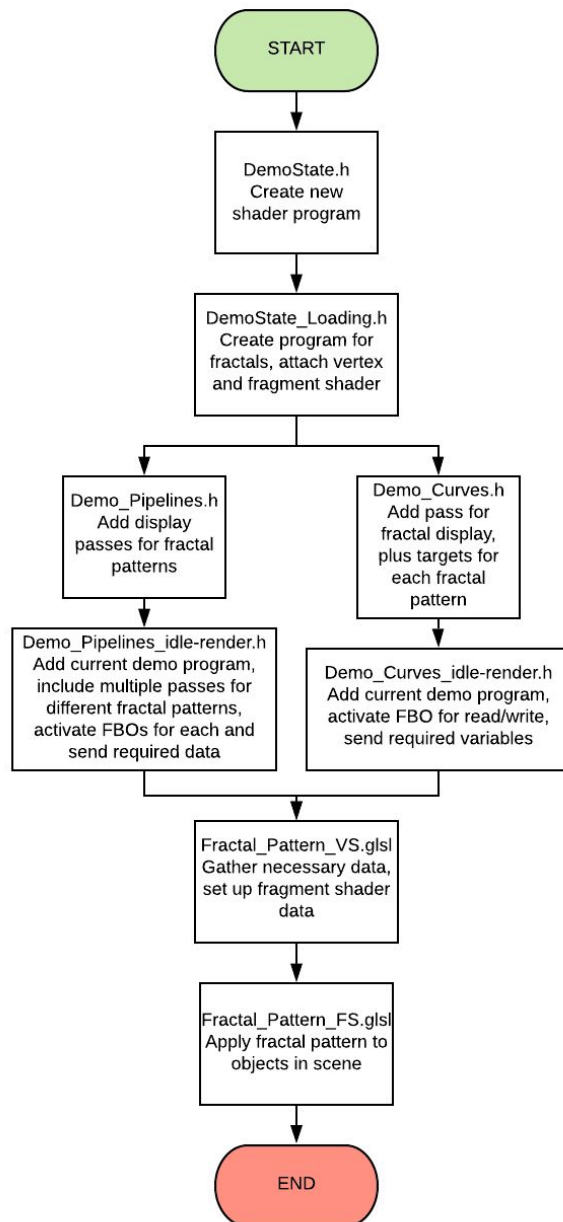 START
DemoState.h
Create new
shader program
DemoState_Loading.h
Create program for
fractals, attach vertex
and fragment shader
Demo_Pipelines.h
Add display
passes for fractal
patterns
Demo_Curves.h
Add pass for
fractal display,
plus targets for
each fractal
pattern
Demo_Pipelines_idle-render.h
Add current demo program,
include multiple passes for
different fractal patterns,
activate FBOs for each and
send required data
Demo_Curves_idle-render.h
Add current demo program,
activate FBO for read/write,
send required variables
Fractal_Pattern_VS.glsl
Gather necessary data,
set up fragment shader
data
Fractal_Pattern_FS.glsl
Apply fractal pattern to
objects in scene
END